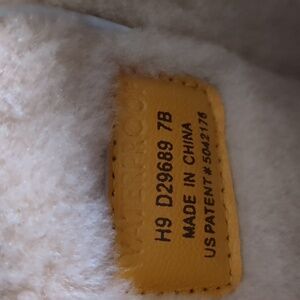 WATERPROOF
H9 D29689 7B
MADE IN CHINA
US PATENT # 5042176